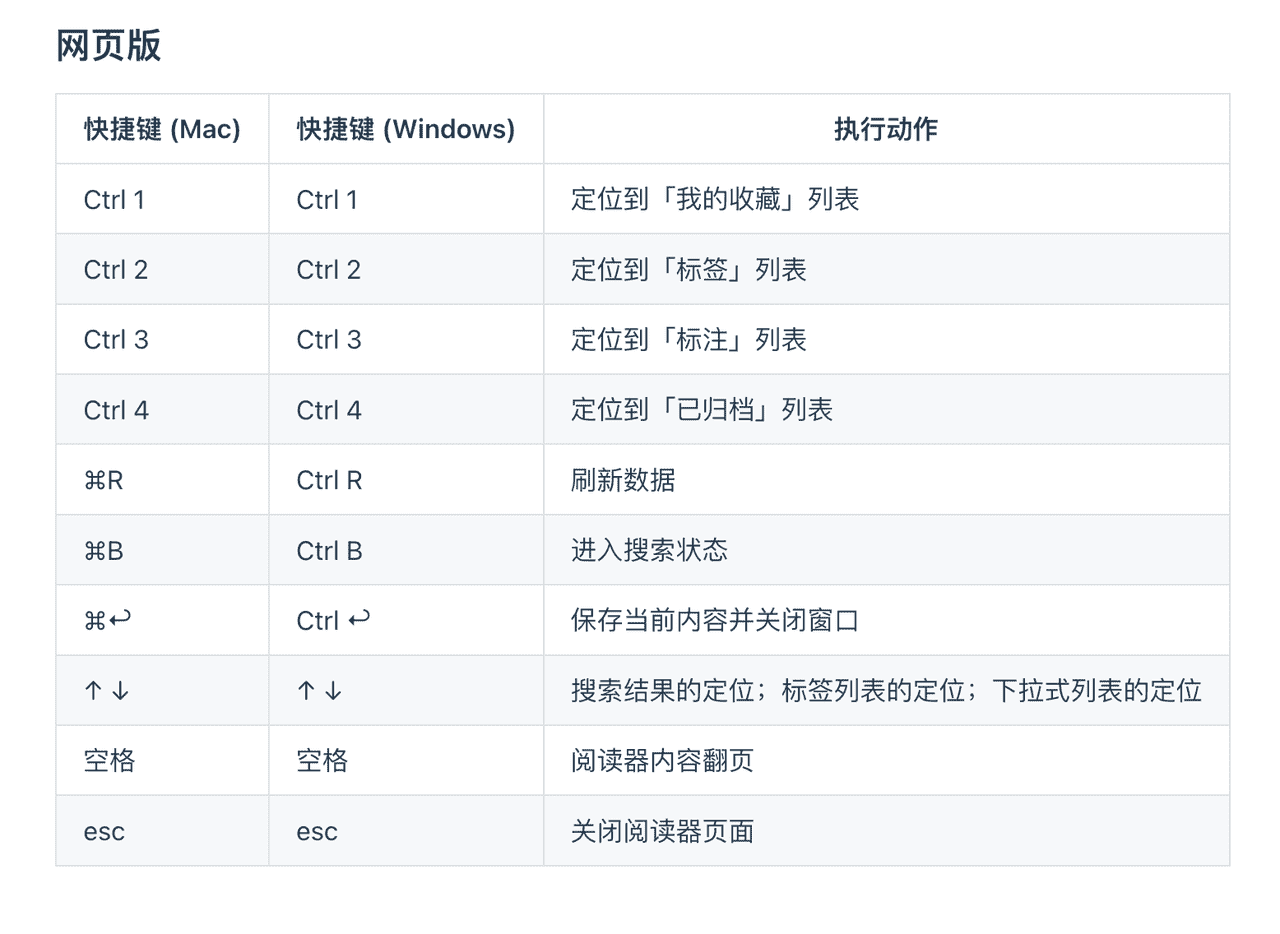 网页版
快捷键 (Mac) 快捷键 (Windows) 执行动作
Ctrl 1 Ctrl 1 定位到「我的收藏」列表
Ctrl 2 Ctrl 2 定位到「标签」列表
Ctrl 3 Ctrl 3 定位到「标注」列表
Ctrl 4 Ctrl 4 定位到「已归档」列表
⌘R Ctrl R 刷新数据
⌘B Ctrl B 进入搜索状态
⌘↩ Ctrl ↩ 保存当前内容并关闭窗口
↑ ↓ ↑ ↓ 搜索结果的定位；标签列表的定位；下拉式列表的定位
空格 空格 阅读器内容翻页
esc esc 关闭阅读器页面